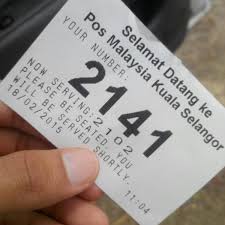 Selamat Datang ke
Pos Malaysia Kuala Selangor
YOUR NUMBER:
2141
NOW SERVING: 2102
PLEASE BE SEATED. YOU
WILL BE SERVED SHORTLY.
18/02/2015 11:04